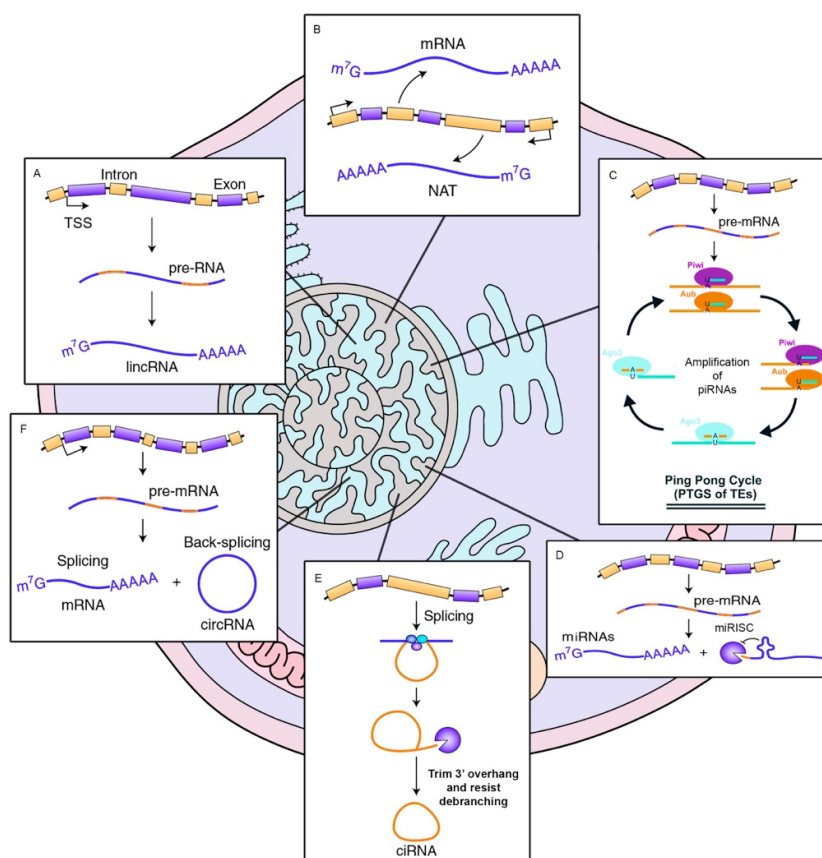 A
Intron
Exon
TSS
pre-RNA
m⁷G
AAAAA
lincRNA
B
mRNA
m⁷G
AAAAA
AAAAA
m⁷G
NAT
C
pre-mRNA
Piwi
U
A
Aub
U
A
Piwi
U
A
Aub
U
A
Ago3
A
U
Amplification
of
piRNAs
Ago3
A
U
Ping Pong Cycle
(PTGS of TEs)
D
pre-mRNA
miRNAs
miRISC
m⁷G
AAAAA
+
E
Splicing
Trim 3' overhang
and resist
debranching
ciRNA
F
pre-mRNA
Splicing
Back-splicing
m⁷G
AAAAA
+
mRNA
circRNA